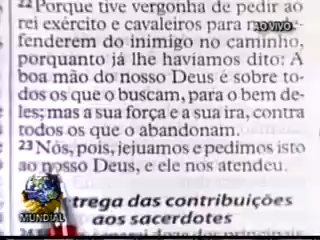 22 Porque tive vergonha de pedir ao
rei exército e cavaleiros para nos
fenderem do inimigo no caminho,
porquanto já lhe havíamos dito: A
boa mão do nosso Deus é sobre to-
dos os que o buscam, para o bem de-
les; mas a sua força e a sua ira, contra
todos os que o abandonam.
23 Nós, pois, jejuamos e pedimos isto
ao nosso Deus, e ele nos atendeu.
trega das contribuições
aos sacerdotes
AO VIVO
MUNDIAL